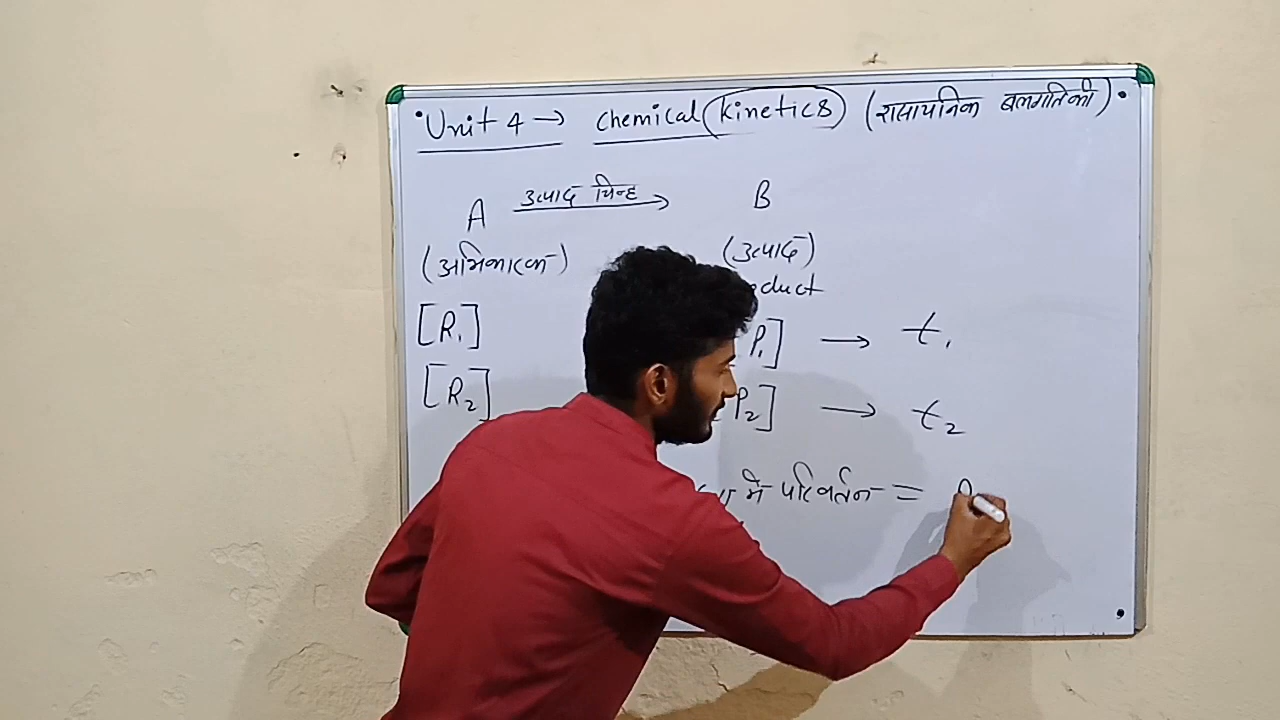 Unit 4 → chemical kinetics (रासायनिक बलगतिकी)
A उत्पाद चिन्ह → B
(अभिकारक) (उत्पाद)
[R₁] P₁] → t₁
[R₂] P₂] → t₂
में परिवर्तन =